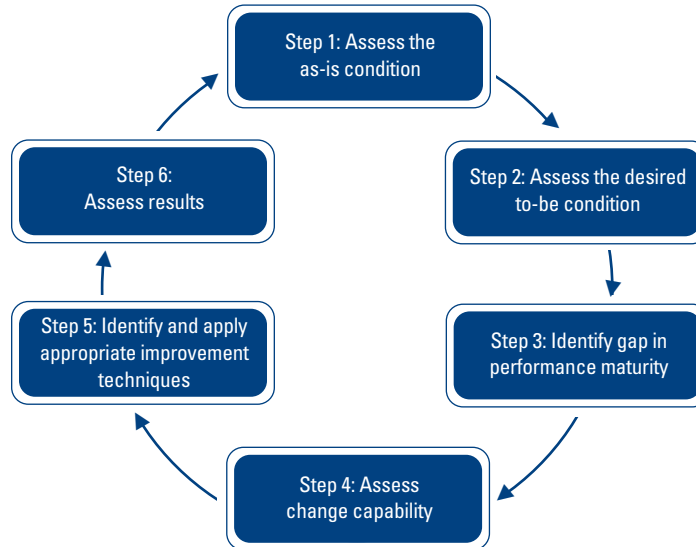 Step 1: Assess the
as-is condition
Step 2: Assess the desired
to-be condition
Step 3: Identify gap in
performance maturity
Step 4: Assess
change capability
Step 5: Identify and apply
appropriate improvement
techniques
Step 6:
Assess results